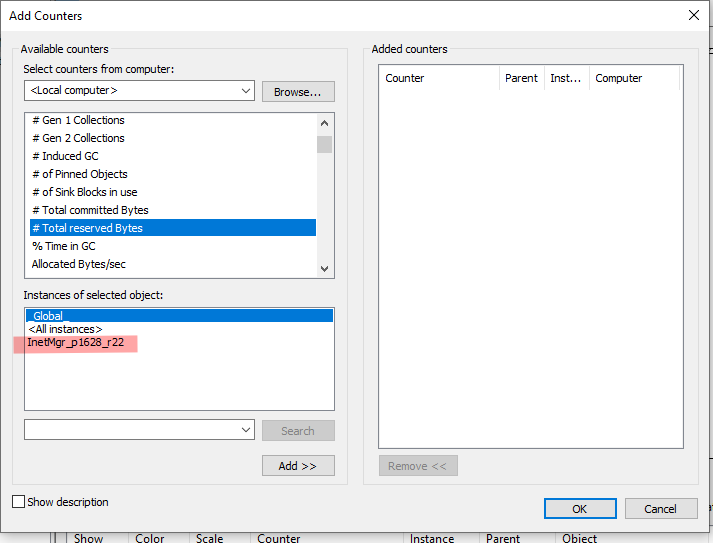 Add Counters
Available counters
Select counters from computer:
<Local computer>
Browse...
# Gen 1 Collections
# Gen 2 Collections
# Induced GC
# of Pinned Objects
# of Sink Blocks in use
# Total committed Bytes
# Total reserved Bytes
% Time in GC
Allocated Bytes/sec
Instances of selected object:
_Global_
<All instances>
InetMgr_p1628_r22
Search
Add >>
Show description
Added counters
Counter Parent Inst... Computer
Remove <<
OK Cancel
Show Color Scale Counter Instance Parent Object